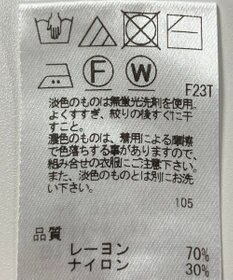 F
W
F23T
淡色のものは無蛍光洗剤を使用、
よくすすぎ、絞りの後すぐに干
すこと。
濃色のものは、着用による摩擦
で色落ちする事がありますので、
組み合せの衣服にご注意下さい。
また、淡色のものとは別にお洗
い下さい。
105
品質
レーヨン 70%
ナイロン 30%